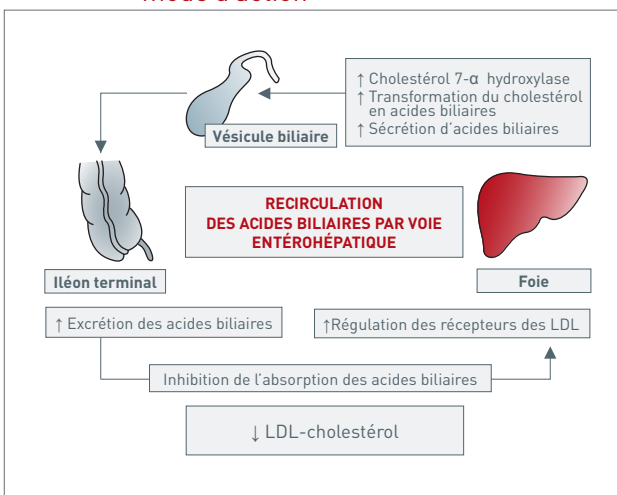 ↑ Cholestérol 7-α hydroxylase
↑ Transformation du cholestérol
en acides biliaires
↑ Sécrétion d'acides biliaires
Vésicule biliaire
RECIRCULATION
DES ACIDES BILIAIRES PAR VOIE
ENTÉROHÉPATIQUE
Iléon terminal
Foie
↑ Excrétion des acides biliaires
↑Régulation des récepteurs des LDL
Inhibition de l'absorption des acides biliaires
↓ LDL-cholestérol